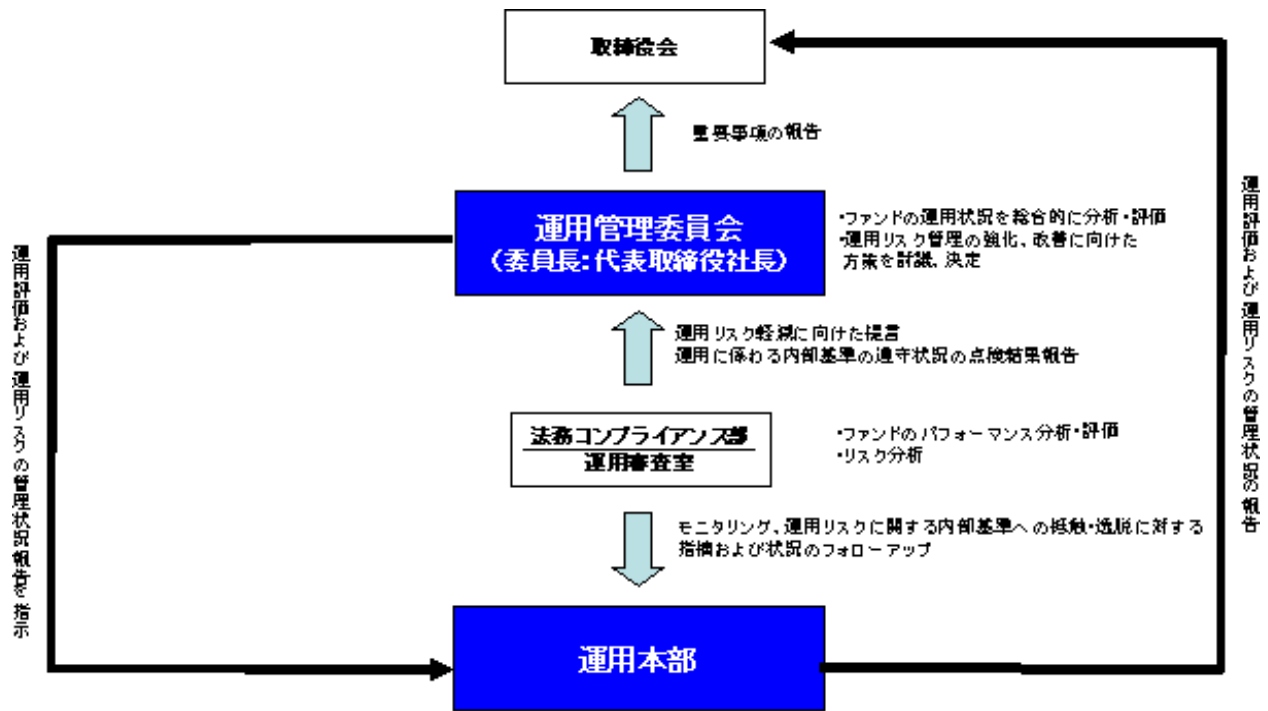 取締役会
重要事項の報告
運用管理委員会
（委員長：代表取締役社長）
・ファンドの運用状況を総合的に分析・評価
・運用リスク管理の強化、改善に向けた
方策を討議、決定
運用リスク軽減に向けた提言
運用に係わる内部基準の遵守状況の点検結果報告
法務コンプライアンス部
運用審査室
・ファンドのパフォーマンス分析・評価
・リスク分析
モニタリング、運用リスクに関する内部基準への抵触・逸脱に対する
指摘および状況のフォローアップ
運用本部
運用評価および運用リスクの管理状況報告を指示
運用評価および運用リスクの管理状況の報告